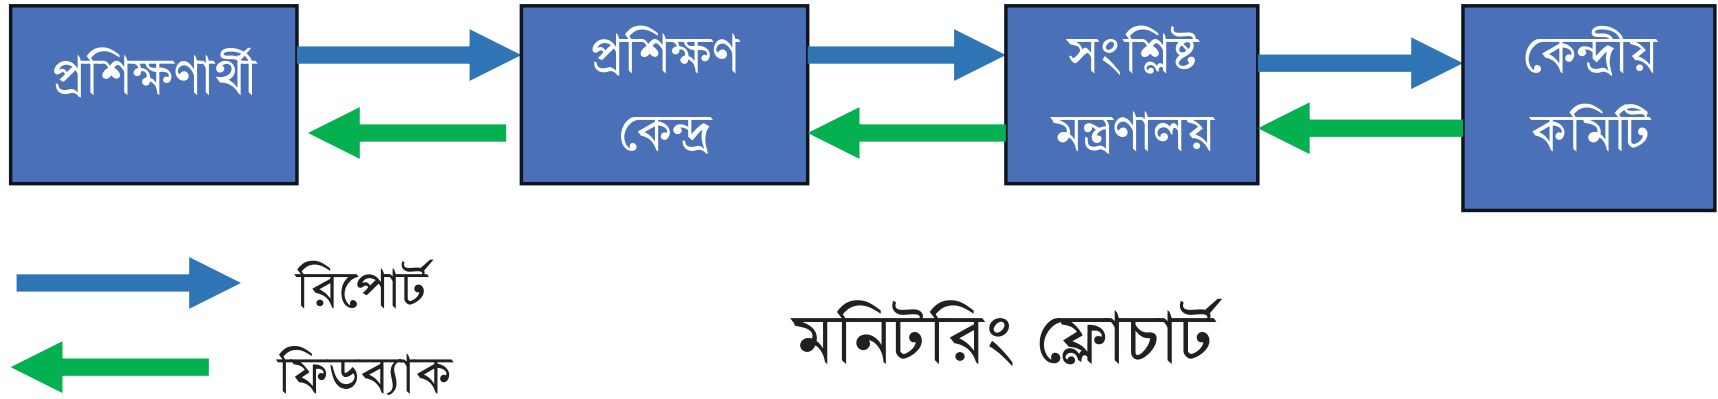 প্রশিক্ষণার্থী
প্রশিক্ষণ
কেন্দ্র
সংশ্লিষ্ট
মন্ত্রণালয়
কেন্দ্রীয়
কমিটি
রিপোর্ট
ফিডব্যাক
মনিটরিং ফ্লোচার্ট